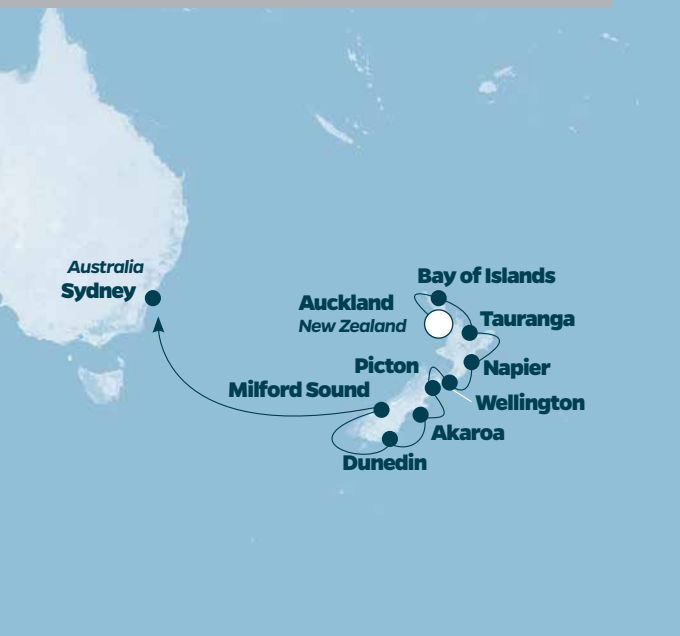 Australia
Sydney
Bay of Islands
Auckland
New Zealand
Tauranga
Picton
Napier
Milford Sound
Wellington
Akaroa
Dunedin